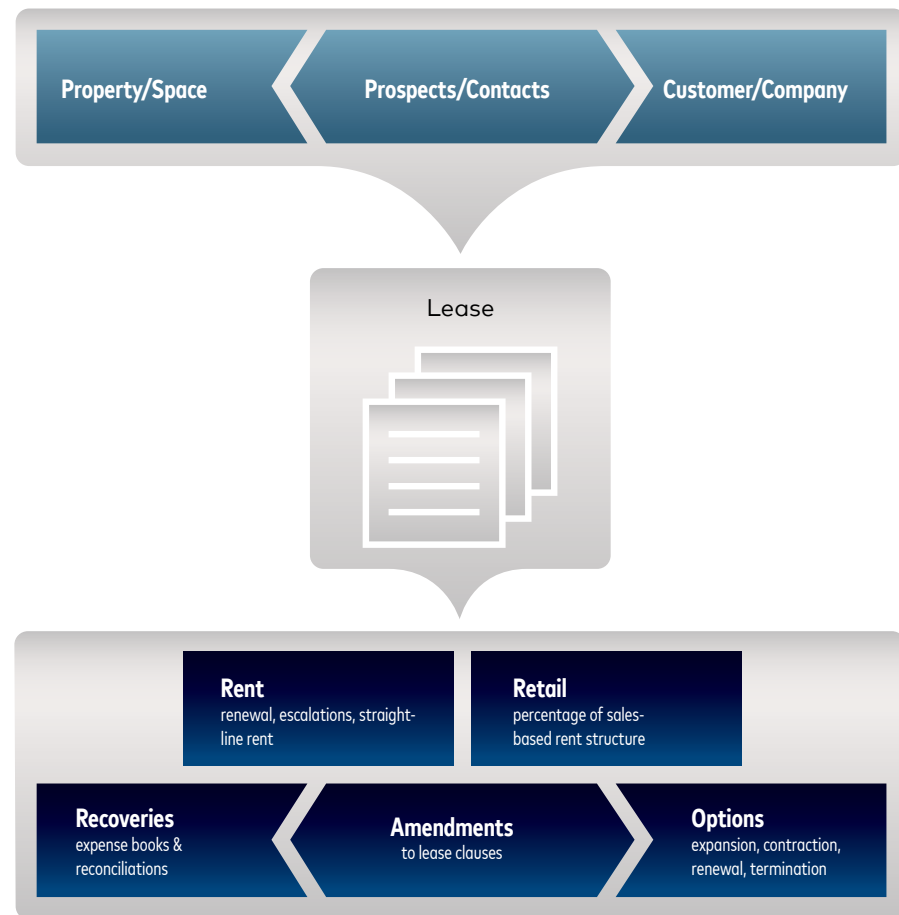 Property/Space
Prospects/Contacts
Customer/Company
Lease
Rent
renewal, escalations, straight-
line rent
Retail
percentage of sales-
based rent structure
Recoveries
expense books &
reconciliations
Amendments
to lease clauses
Options
expansion, contraction,
renewal, termination